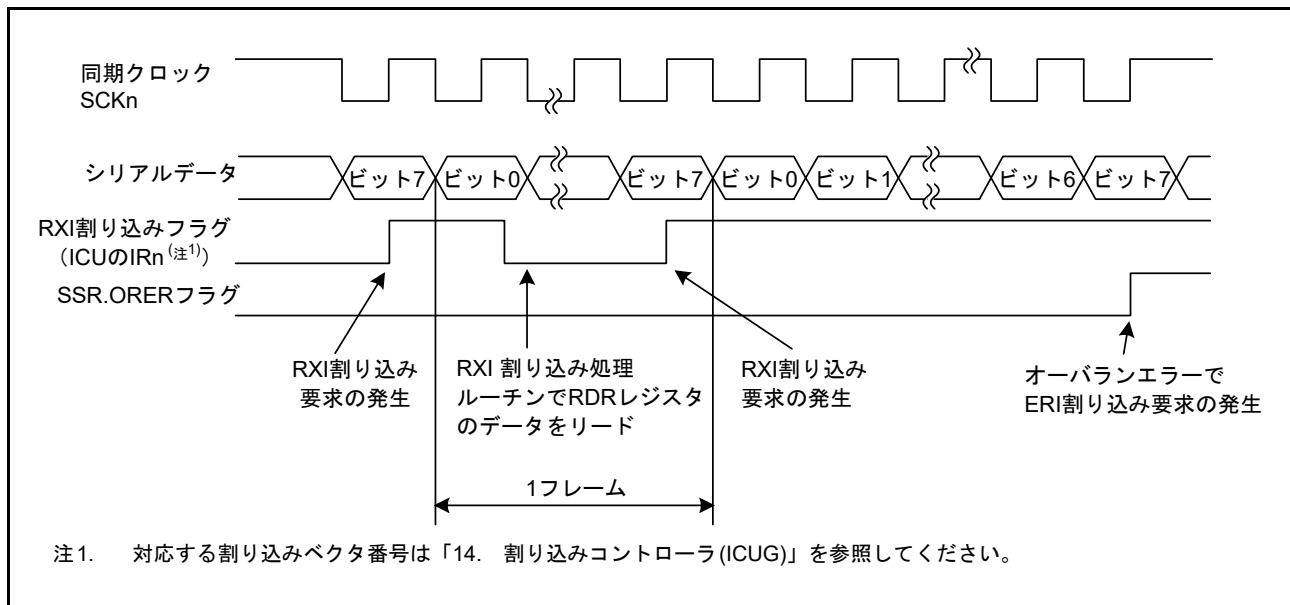 同期クロック
SCKn
シリアルデータ
ビット7
ビット0
ビット7
ビット0
ビット1
ビット6
ビット7
RXI割り込みフラグ
(ICUのIRn(注1))
SSR.ORERフラグ
RXI割り込み
要求の発生
RXI 割り込み処理
ルーチンでRDRレジスタ
のデータをリード
RXI割り込み
要求の発生
オーバランエラーで
ERI割り込み要求の発生
1フレーム
注1. 対応する割り込みベクタ番号は「14. 割り込みコントローラ(ICUG)」を参照してください。